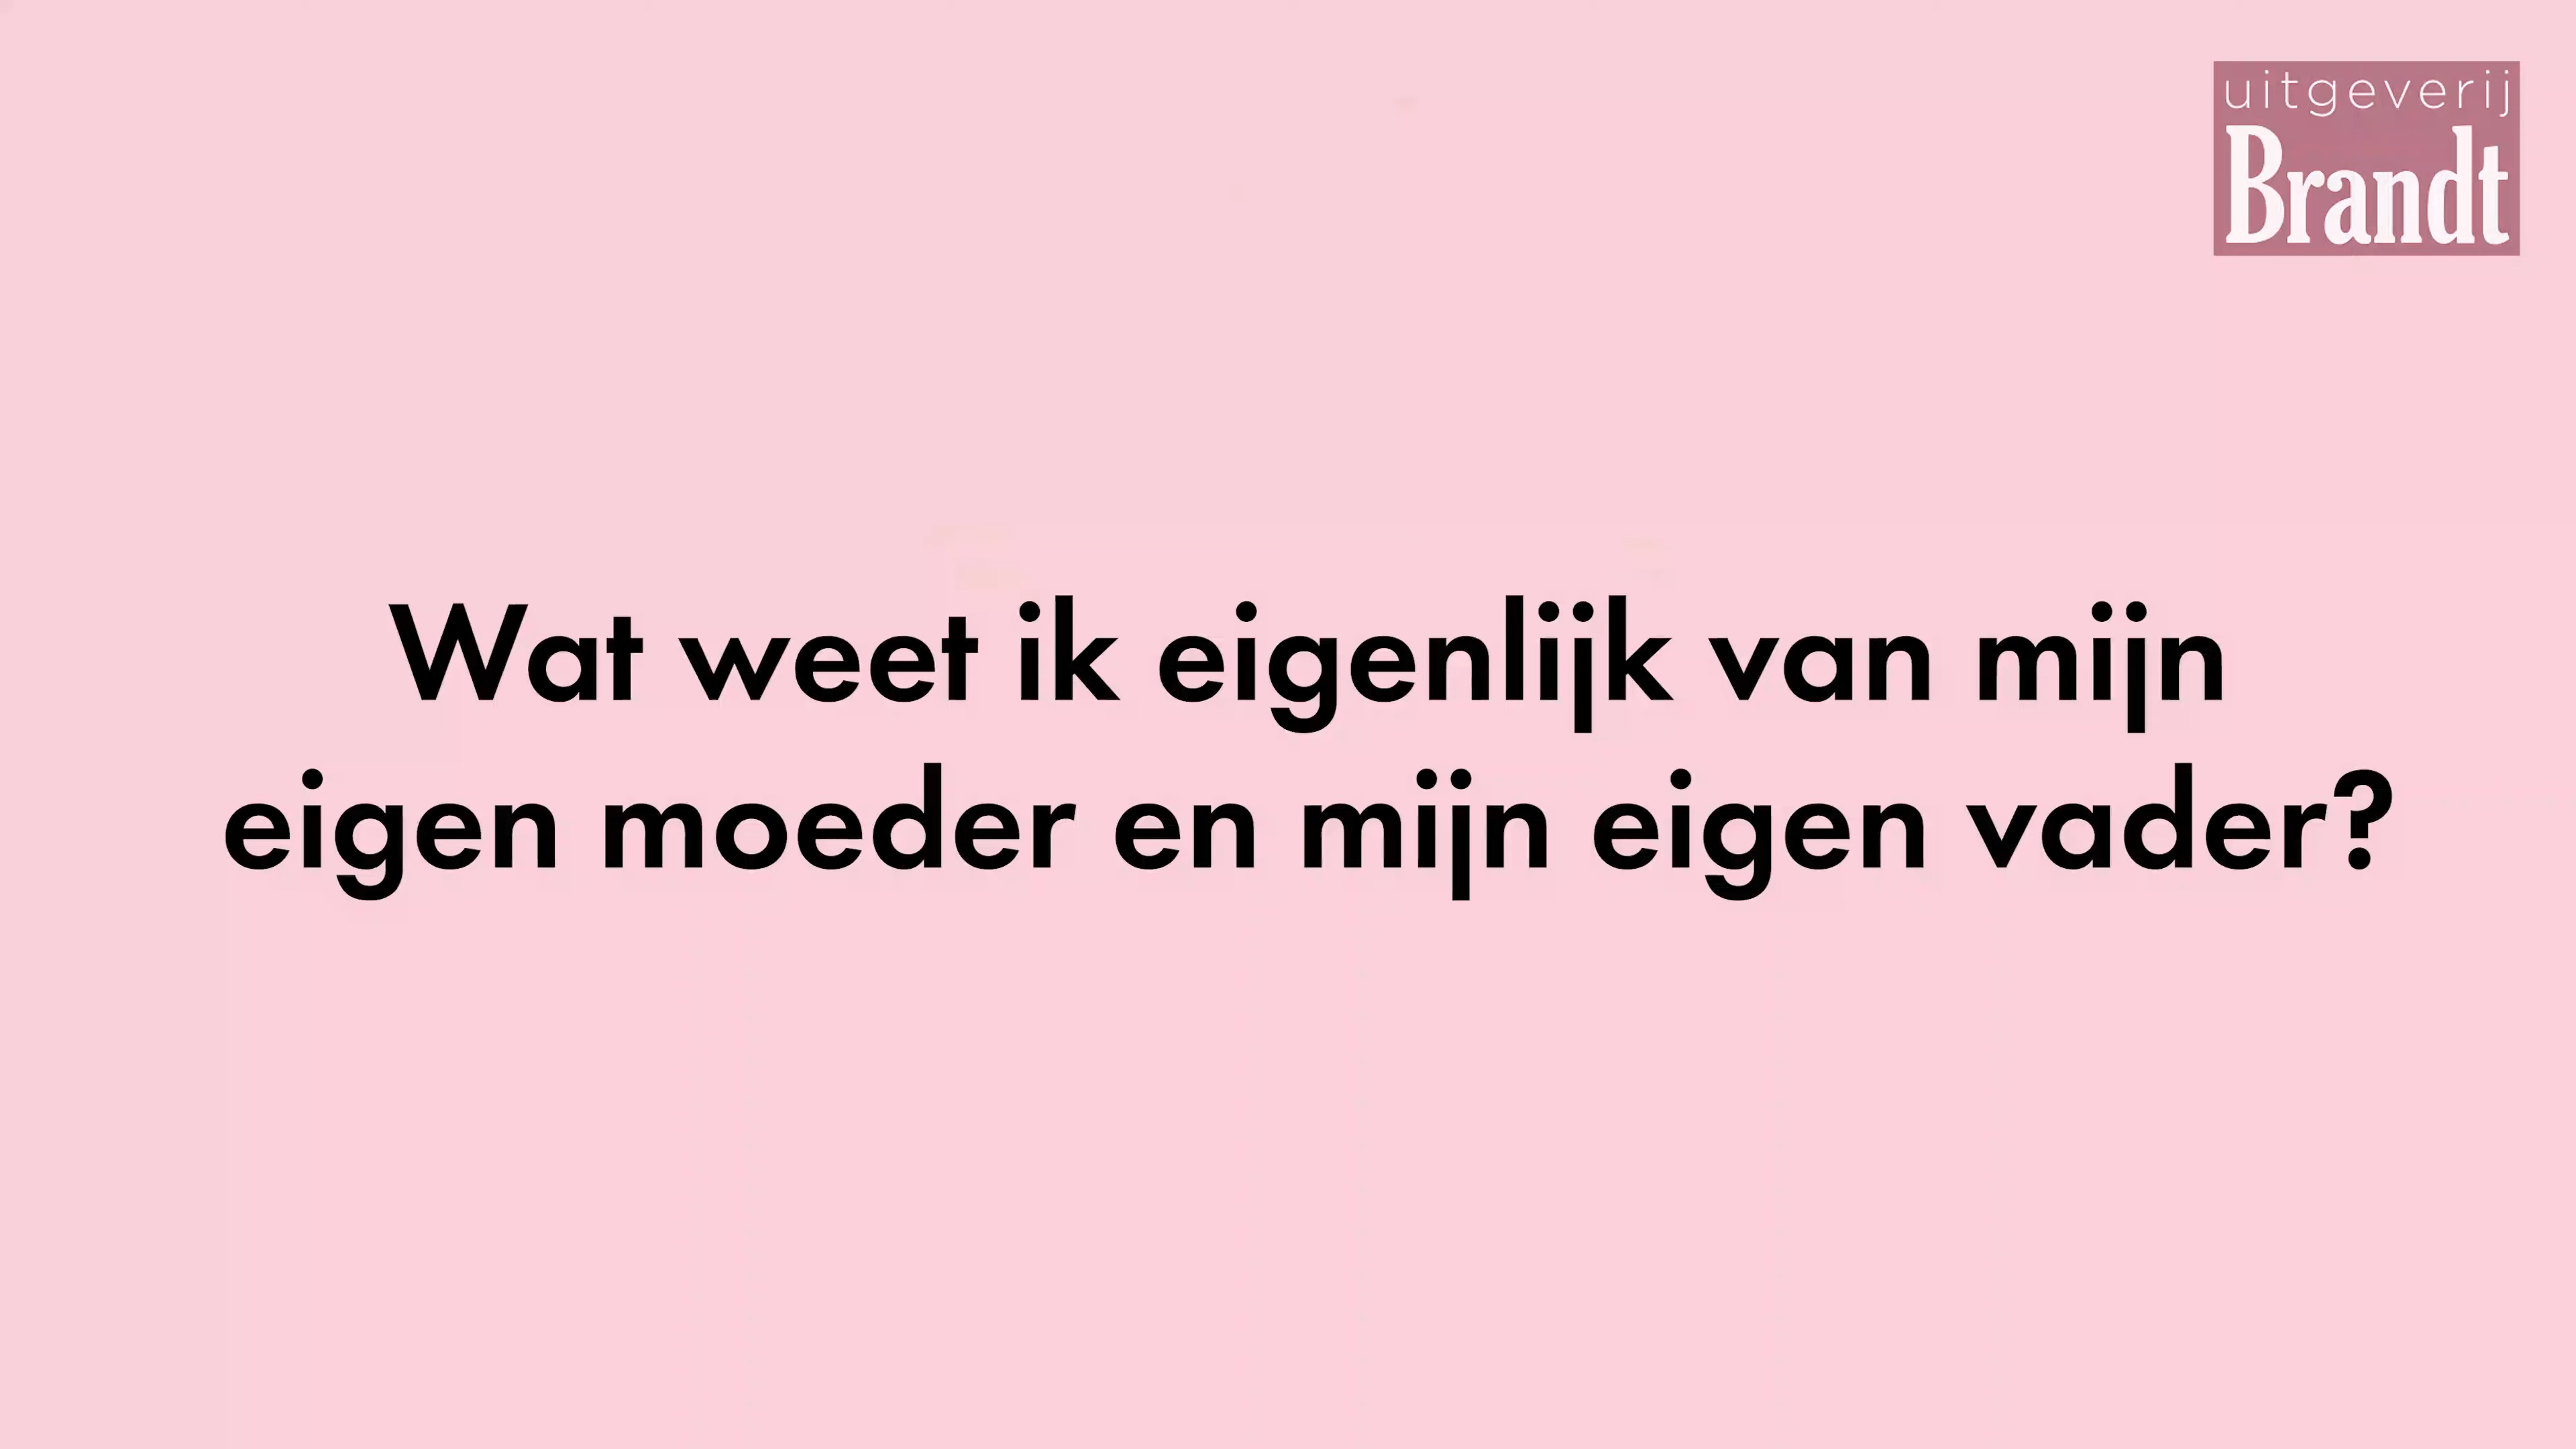 uitgeverij
Brandt
Wat weet ik eigenlijk van mijn
eigen moeder en mijn eigen vader?